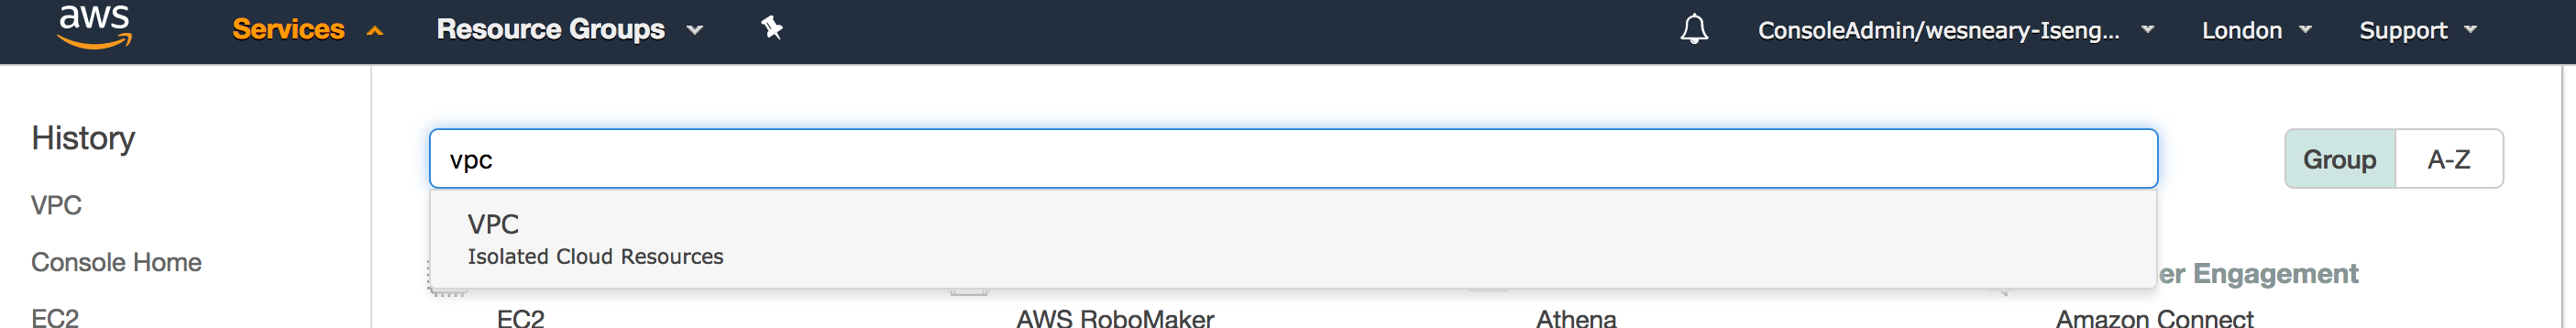 aws Services Resource Groups ConsoleAdmin/wesneary-Iseng... London Support
History
VPC
Console Home
EC2
vpc
Group A-Z
VPC
Isolated Cloud Resources
er Engagement
EC2 AWS RoboMaker Athena Amazon Connect